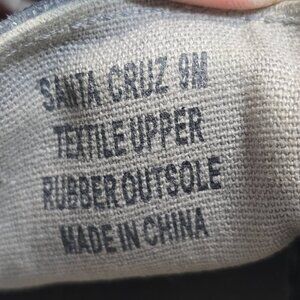 SANTA CRUZ 9M
TEXTILE UPPER
RUBBER OUTSOLE
MADE IN CHINA